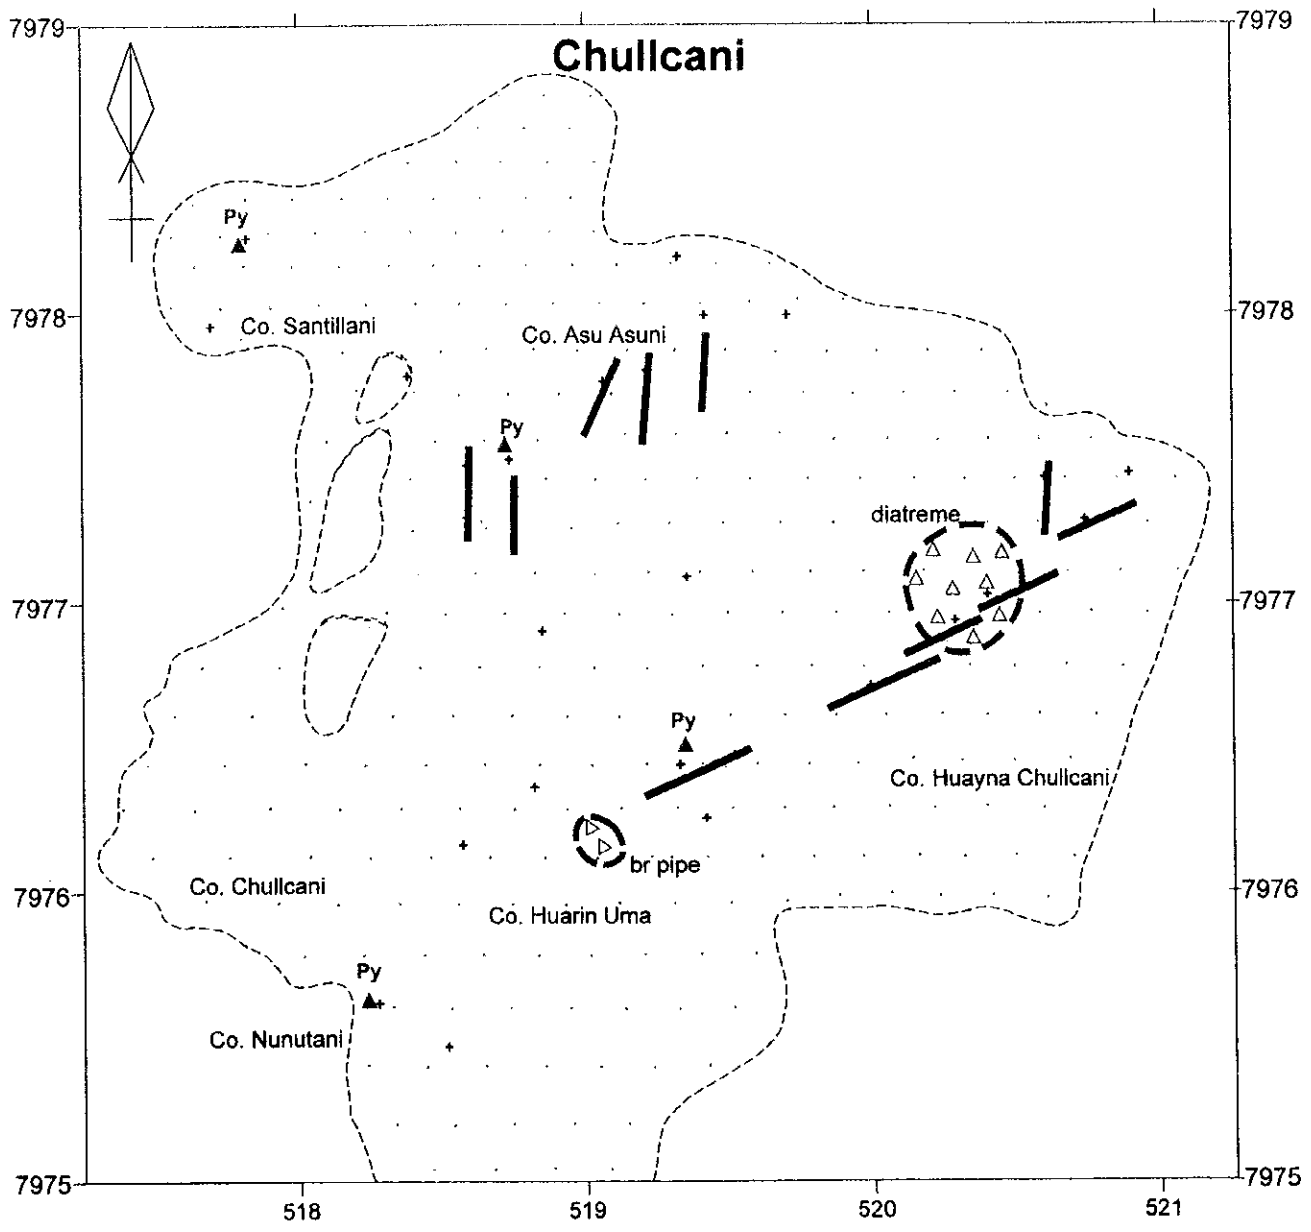 7979
7979
Chullcani
Py
7978
Co. Santillani
Co. Asu Asuni
7978
Py
diatreme
7977
7977
Py
Co. Huayna Chullcani
br pipe
7976
Co. Chullcani
7976
Co. Huarin Uma
Py
Co. Nunutani
7975
7975
518
519
520
521